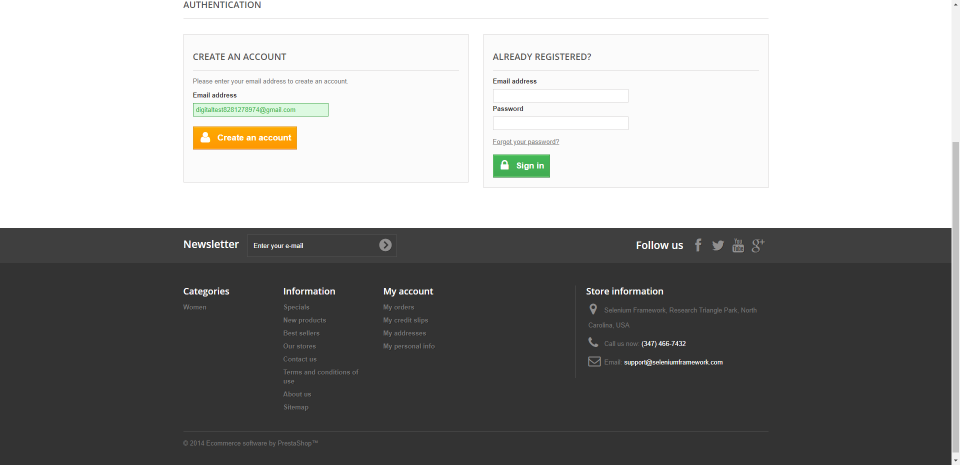 AUTHENTICATION
CREATE AN ACCOUNT
Please enter your email address to create an account.
Email address
digitaltest8281278974@gmail.com
Create an account
ALREADY REGISTERED?
Email address
Password
Forgot your password?
Sign in
Newsletter
Enter your e-mail
Follow us
You
Tube
g+
Categories
Women
Information
Specials
New products
Best sellers
Our stores
Contact us
Terms and conditions of
use
About us
Sitemap
My account
My orders
My credit slips
My addresses
My personal info
Store information
Selenium Framework, Research Triangle Park, North
Carolina, USA
Call us now: (347) 466-7432
Email: support@seleniumframework.com
© 2014 Ecommerce software by PrestaShop™